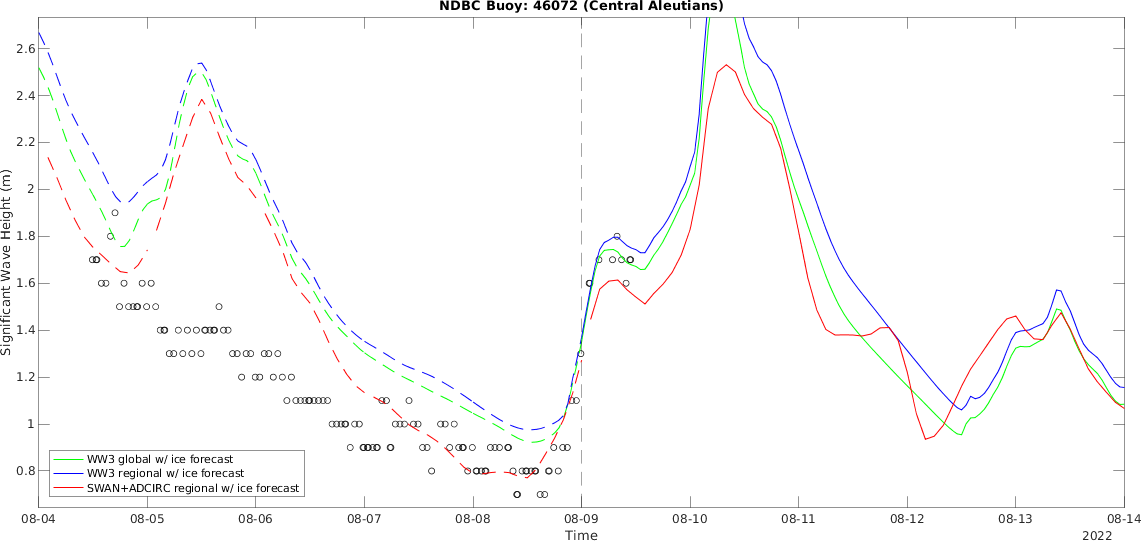 NDBC Buoy: 46072 (Central Aleutians)
2.6
2.4
2.2
2
1.8
1.6
1.4
1.2
1
0.8
Significant Wave Height (m)
WW3 global w/ ice forecast
WW3 regional w/ ice forecast
SWAN+ADCIRC regional w/ ice forecast
08-04 08-05 08-06 08-07 08-08 08-09 08-10 08-11 08-12 08-13 08-14
Time
2022